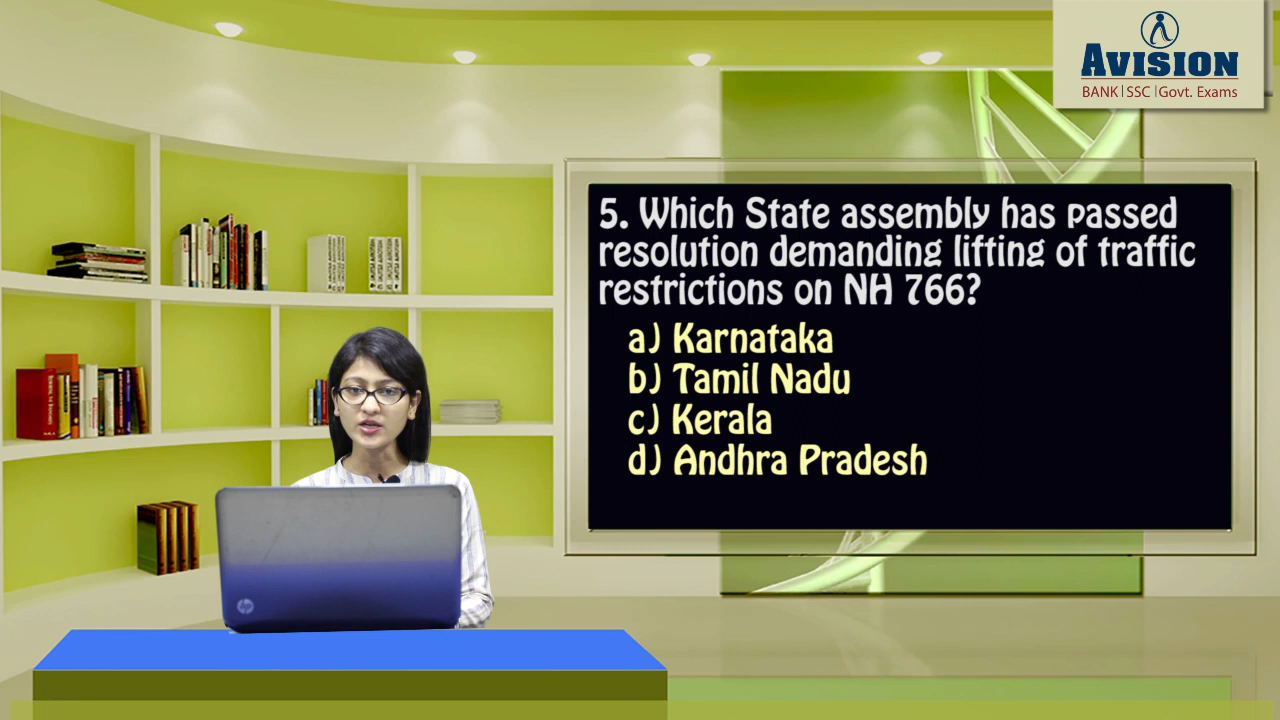 AVISION
BANK|SSC|Govt. Exams
5. Which State assembly has passed
resolution demanding lifting of traffic
restrictions on NH 766?
a) Karnataka
b) Tamil Nadu
c) Kerala
d) Andhra Pradesh
hp